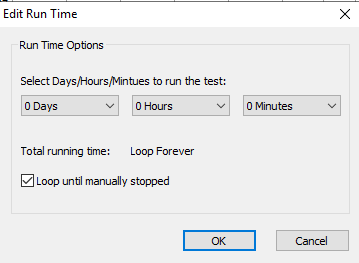 Edit Run Time
Run Time Options
Select Days/Hours/Mintues to run the test:
0 Days 0 Hours 0 Minutes
Total running time: Loop Forever
Loop until manually stopped
OK Cancel